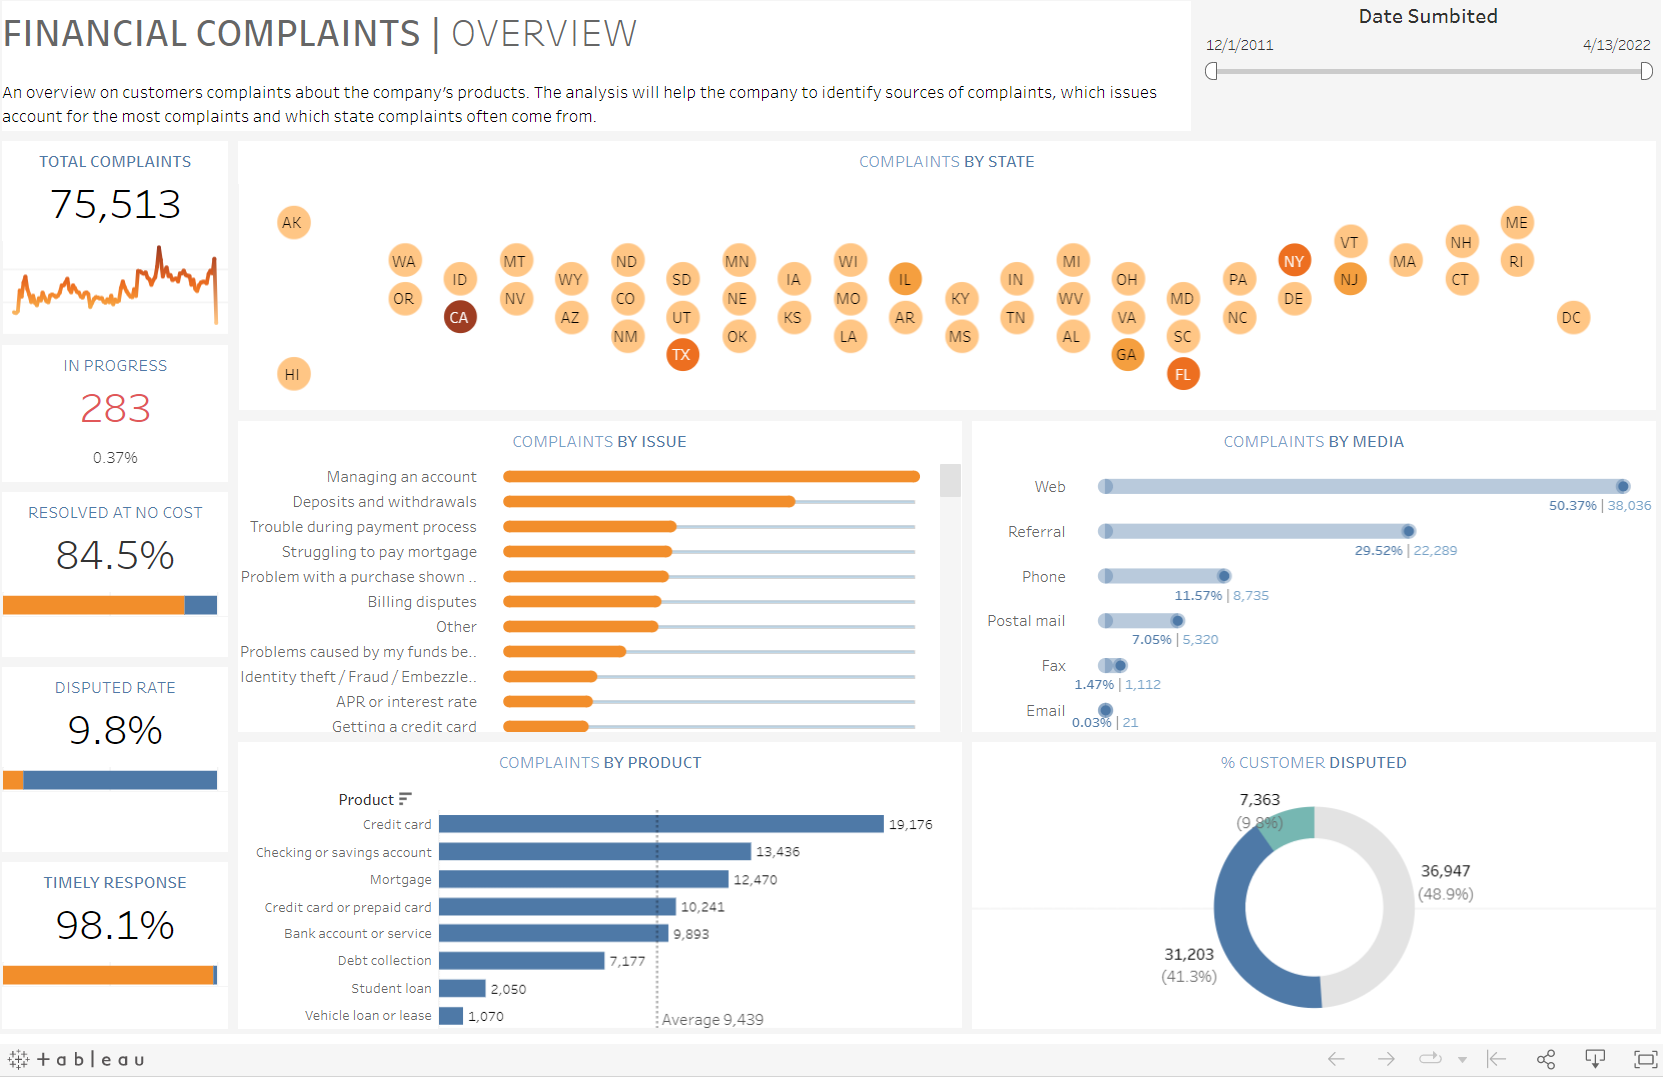 FINANCIAL COMPLAINTS | OVERVIEW
An overview on customers complaints about the company's products. The analysis will help the company to identify sources of complaints, which issues
account for the most complaints and which state complaints often come from.
Date Sumbited
12/1/2011 4/13/2022
TOTAL COMPLAINTS
75,513
IN PROGRESS
283
0.37%
RESOLVED AT NO COST
84.5%
DISPUTED RATE
9.8%
TIMELY RESPONSE
98.1%
COMPLAINTS BY STATE
AK ME
VT NH
WA MT ND MN WI MI NY MA RI
ID WY SD IA IL IN OH PA NJ CT
OR NV CO NE MO KY WV MD DE
CA AZ UT KS AR TN VA NC DC
NM OK LA MS AL SC
TX GA
HI FL
COMPLAINTS BY ISSUE
Managing an account
Deposits and withdrawals
Trouble during payment process
Struggling to pay mortgage
Problem with a purchase shown ..
Billing disputes
Other
Problems caused by my funds be..
Identity theft / Fraud / Embezzle..
APR or interest rate
Getting a credit card
COMPLAINTS BY MEDIA
Web
50.37% | 38,036
Referral
29.52% | 22,289
Phone
11.57% | 8,735
Postal mail
7.05% | 5,320
Fax
1.47% | 1,112
Email
0.03% | 21
COMPLAINTS BY PRODUCT
Product
Credit card 19,176
Checking or savings account 13,436
Mortgage 12,470
Credit card or prepaid card 10,241
Bank account or service 9,893
Debt collection 7,177
Student loan 2,050
Vehicle loan or lease 1,070
Average 9,439
% CUSTOMER DISPUTED
7,363
(9.8%)
36,947
(48.9%)
31,203
(41.3%)
+ a b l e a u